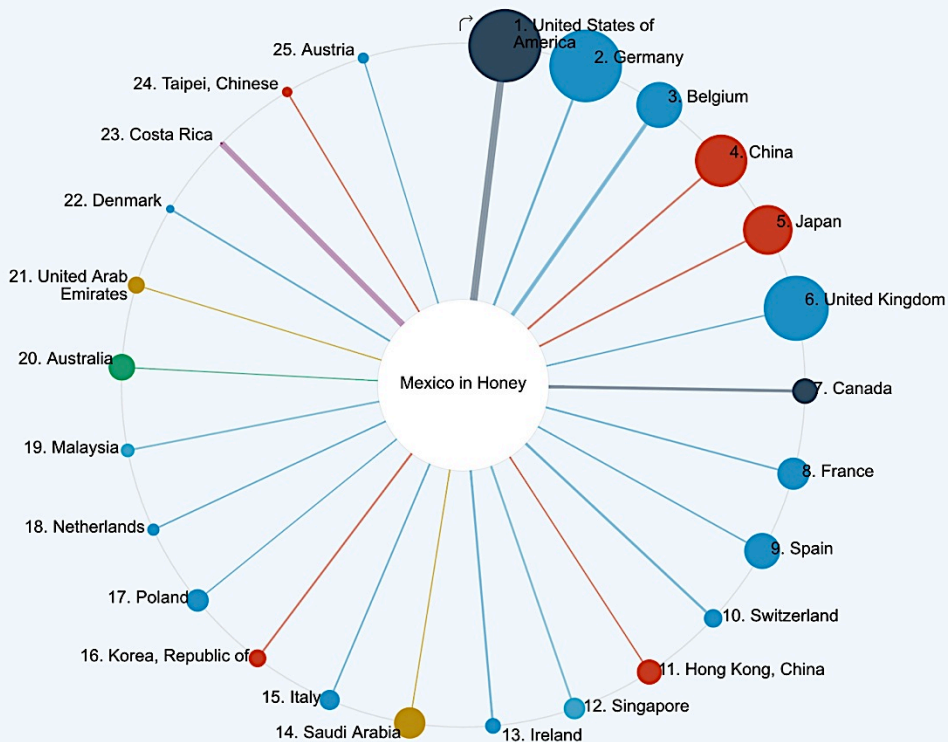 1. United States of
America
2. Germany
3. Belgium
4. China
5. Japan
6. United Kingdom
7. Canada
8. France
9. Spain
10. Switzerland
11. Hong Kong, China
12. Singapore
13. Ireland
14. Saudi Arabia
15. Italy
16. Korea, Republic of
17. Poland
18. Netherlands
19. Malaysia
20. Australia
21. United Arab
Emirates
22. Denmark
23. Costa Rica
24. Taipei, Chinese
25. Austria
Mexico in Honey